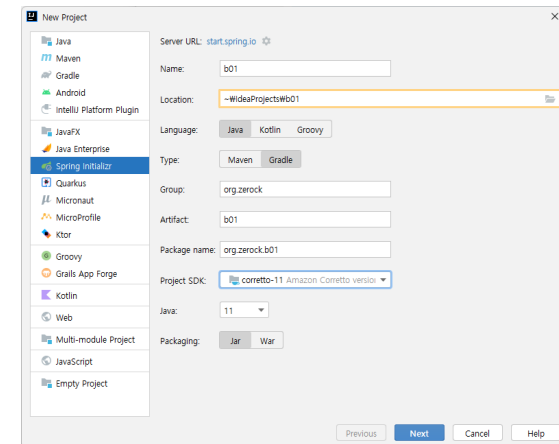 New Project
Java
Maven
Gradle
Android
IntelliJ Platform Plugin
JavaFX
Java Enterprise
Spring Initializr
Quarkus
Micronaut
MicroProfile
Ktor
Groovy
Grails App Forge
Kotlin
Web
Multi-module Project
JavaScript
Empty Project
Server URL: start.spring.io
Name: b01
Location: ~₩IdeaProjects₩b01
Language: Java Kotlin Groovy
Type: Maven Gradle
Group: org.zerock
Artifact: b01
Package name: org.zerock.b01
Project SDK: corretto-11 Amazon Corretto versio
Java: 11
Packaging: Jar War
Previous Next Cancel Help